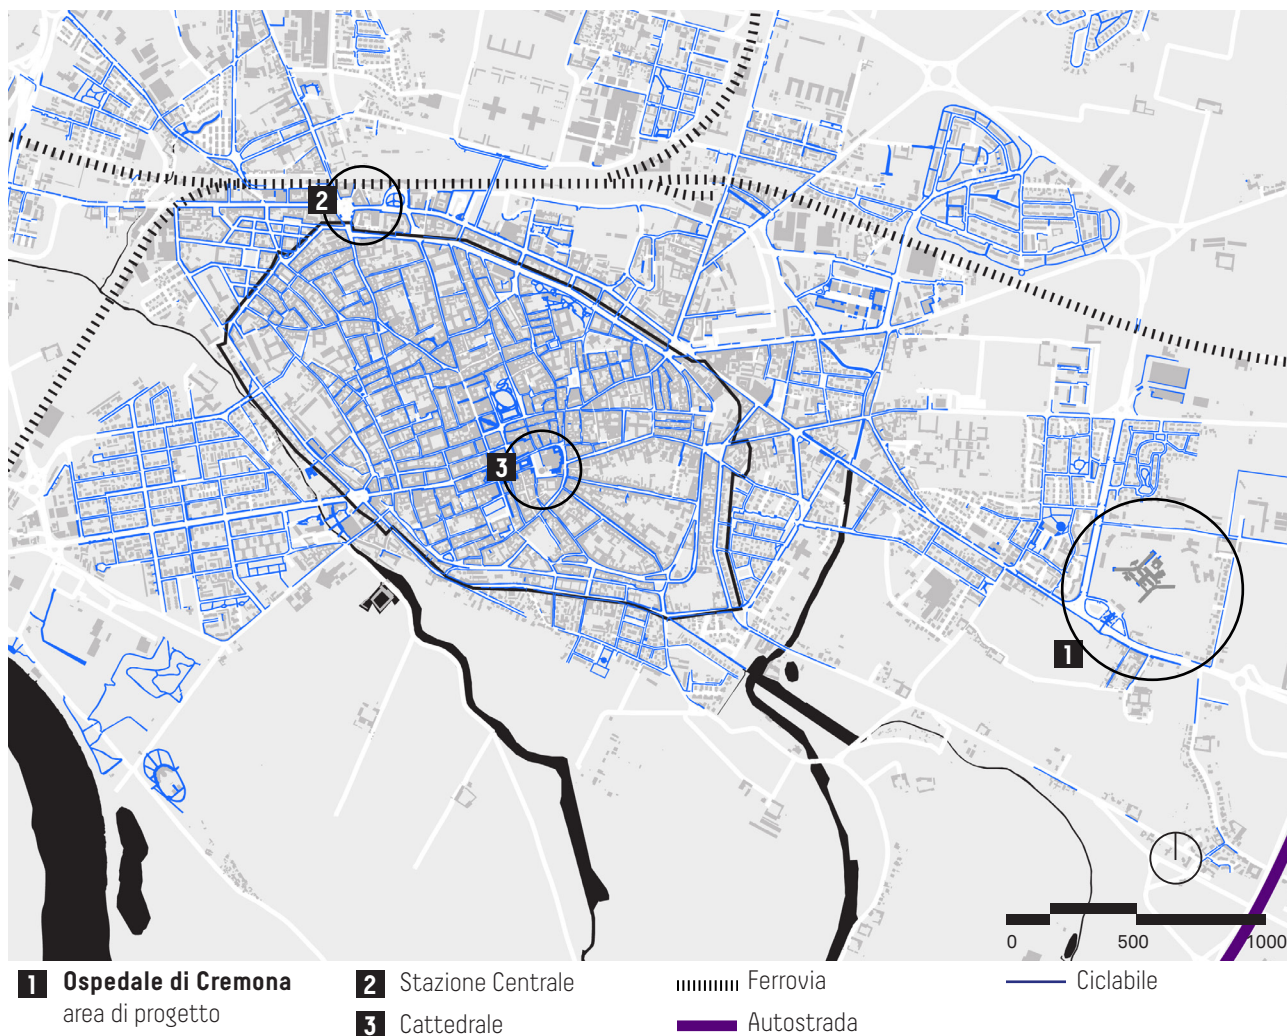 2
3
1
0 500 1000
1 Ospedale di Cremona
area di progetto
2 Stazione Centrale
3 Cattedrale
Ferrovia
Autostrada
Ciclabile